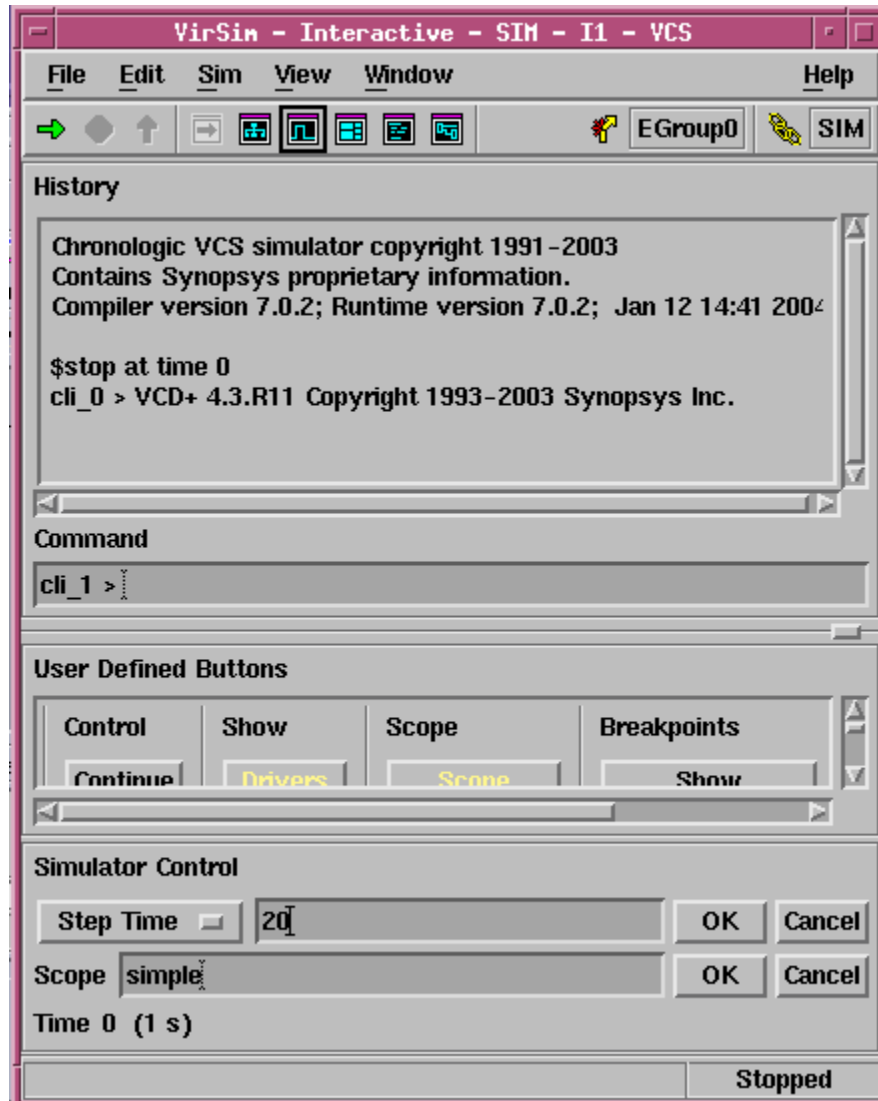 VirSim - Interactive - SIM - I1 - VCS
File Edit Sim View Window Help
EGroup0 SIM
History
Chronologic VCS simulator copyright 1991-2003
Contains Synopsys proprietary information.
Compiler version 7.0.2; Runtime version 7.0.2; Jan 12 14:41 2004
$stop at time 0
cli_0 > VCD+ 4.3.R11 Copyright 1993-2003 Synopsys Inc.
Command
cli_1 >
User Defined Buttons
Control Show Scope Breakpoints
Continue Drivers Scope Show
Simulator Control
Step Time 20 OK Cancel
Scope simple OK Cancel
Time 0 (1 s)
Stopped